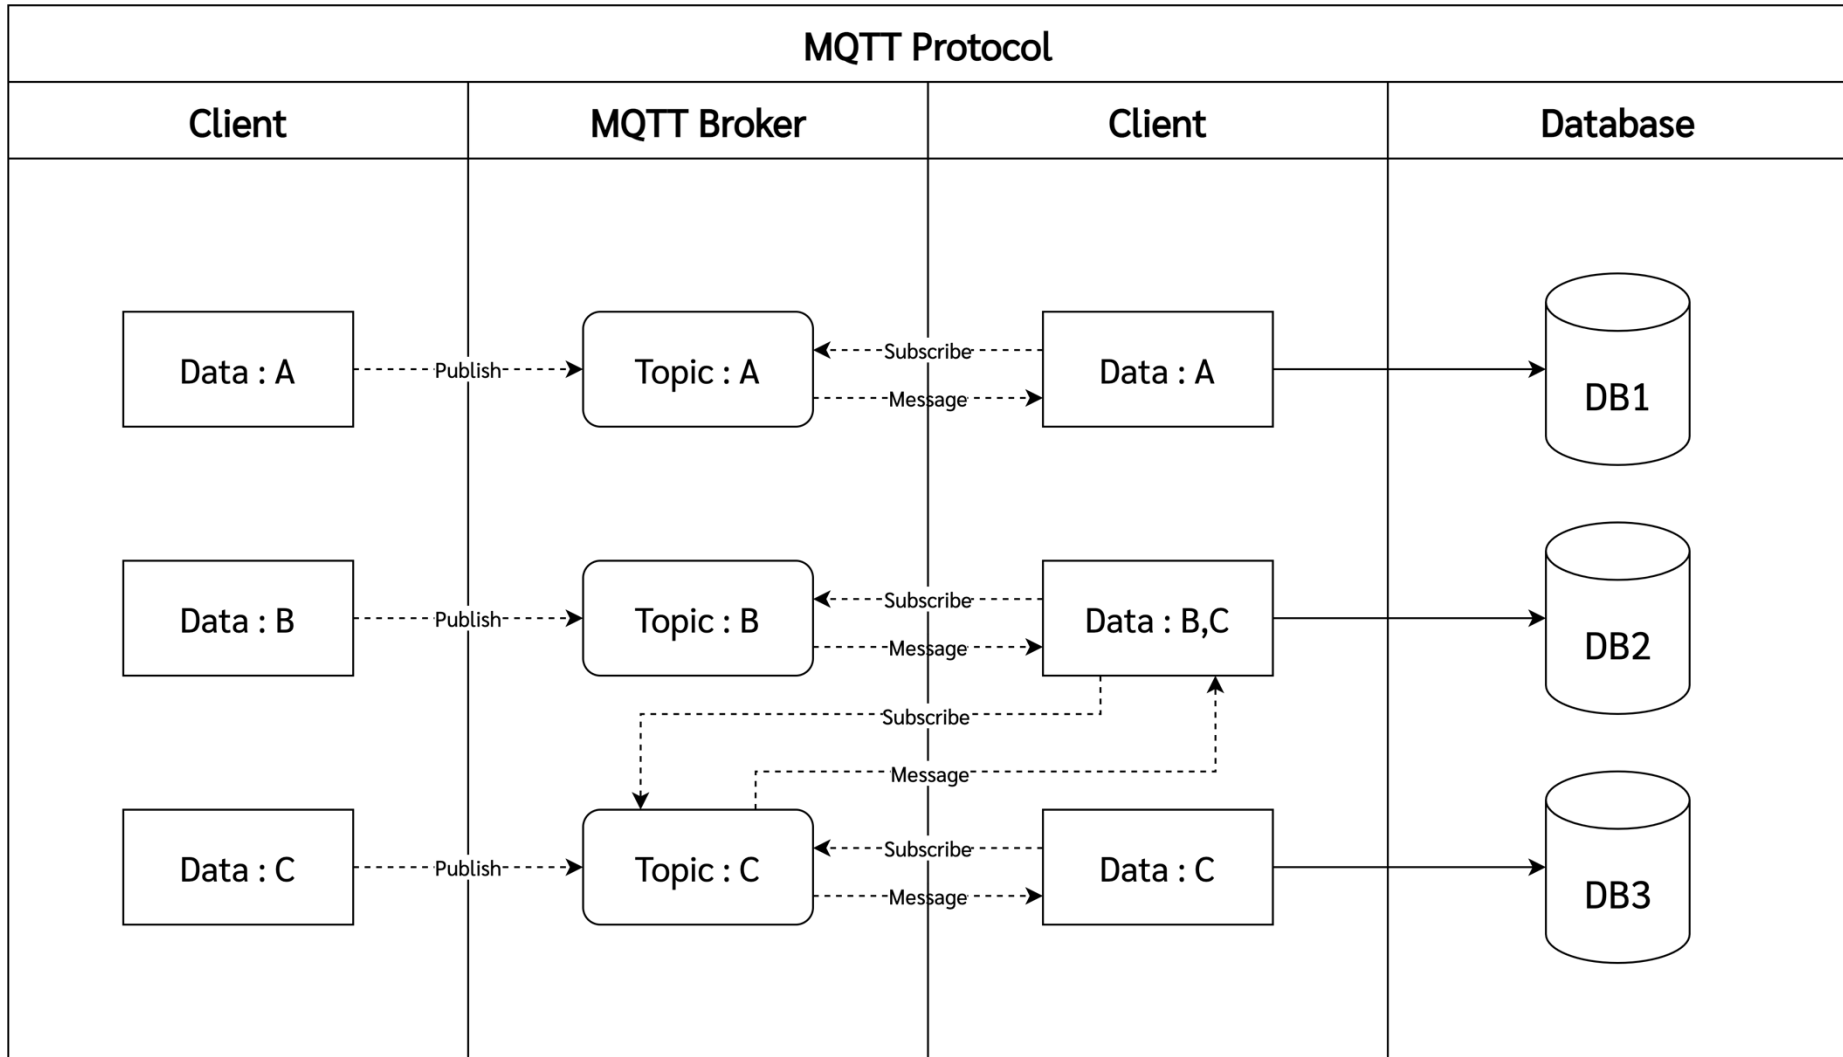 MQTT Protocol
Client
MQTT Broker
Client
Database
Data : A
Publish
Topic : A
Subscribe
Message
Data : A
DB1
Data : B
Publish
Topic : B
Subscribe
Message
Data : B,C
DB2
Subscribe
Message
Data : C
Publish
Topic : C
Subscribe
Message
Data : C
DB3